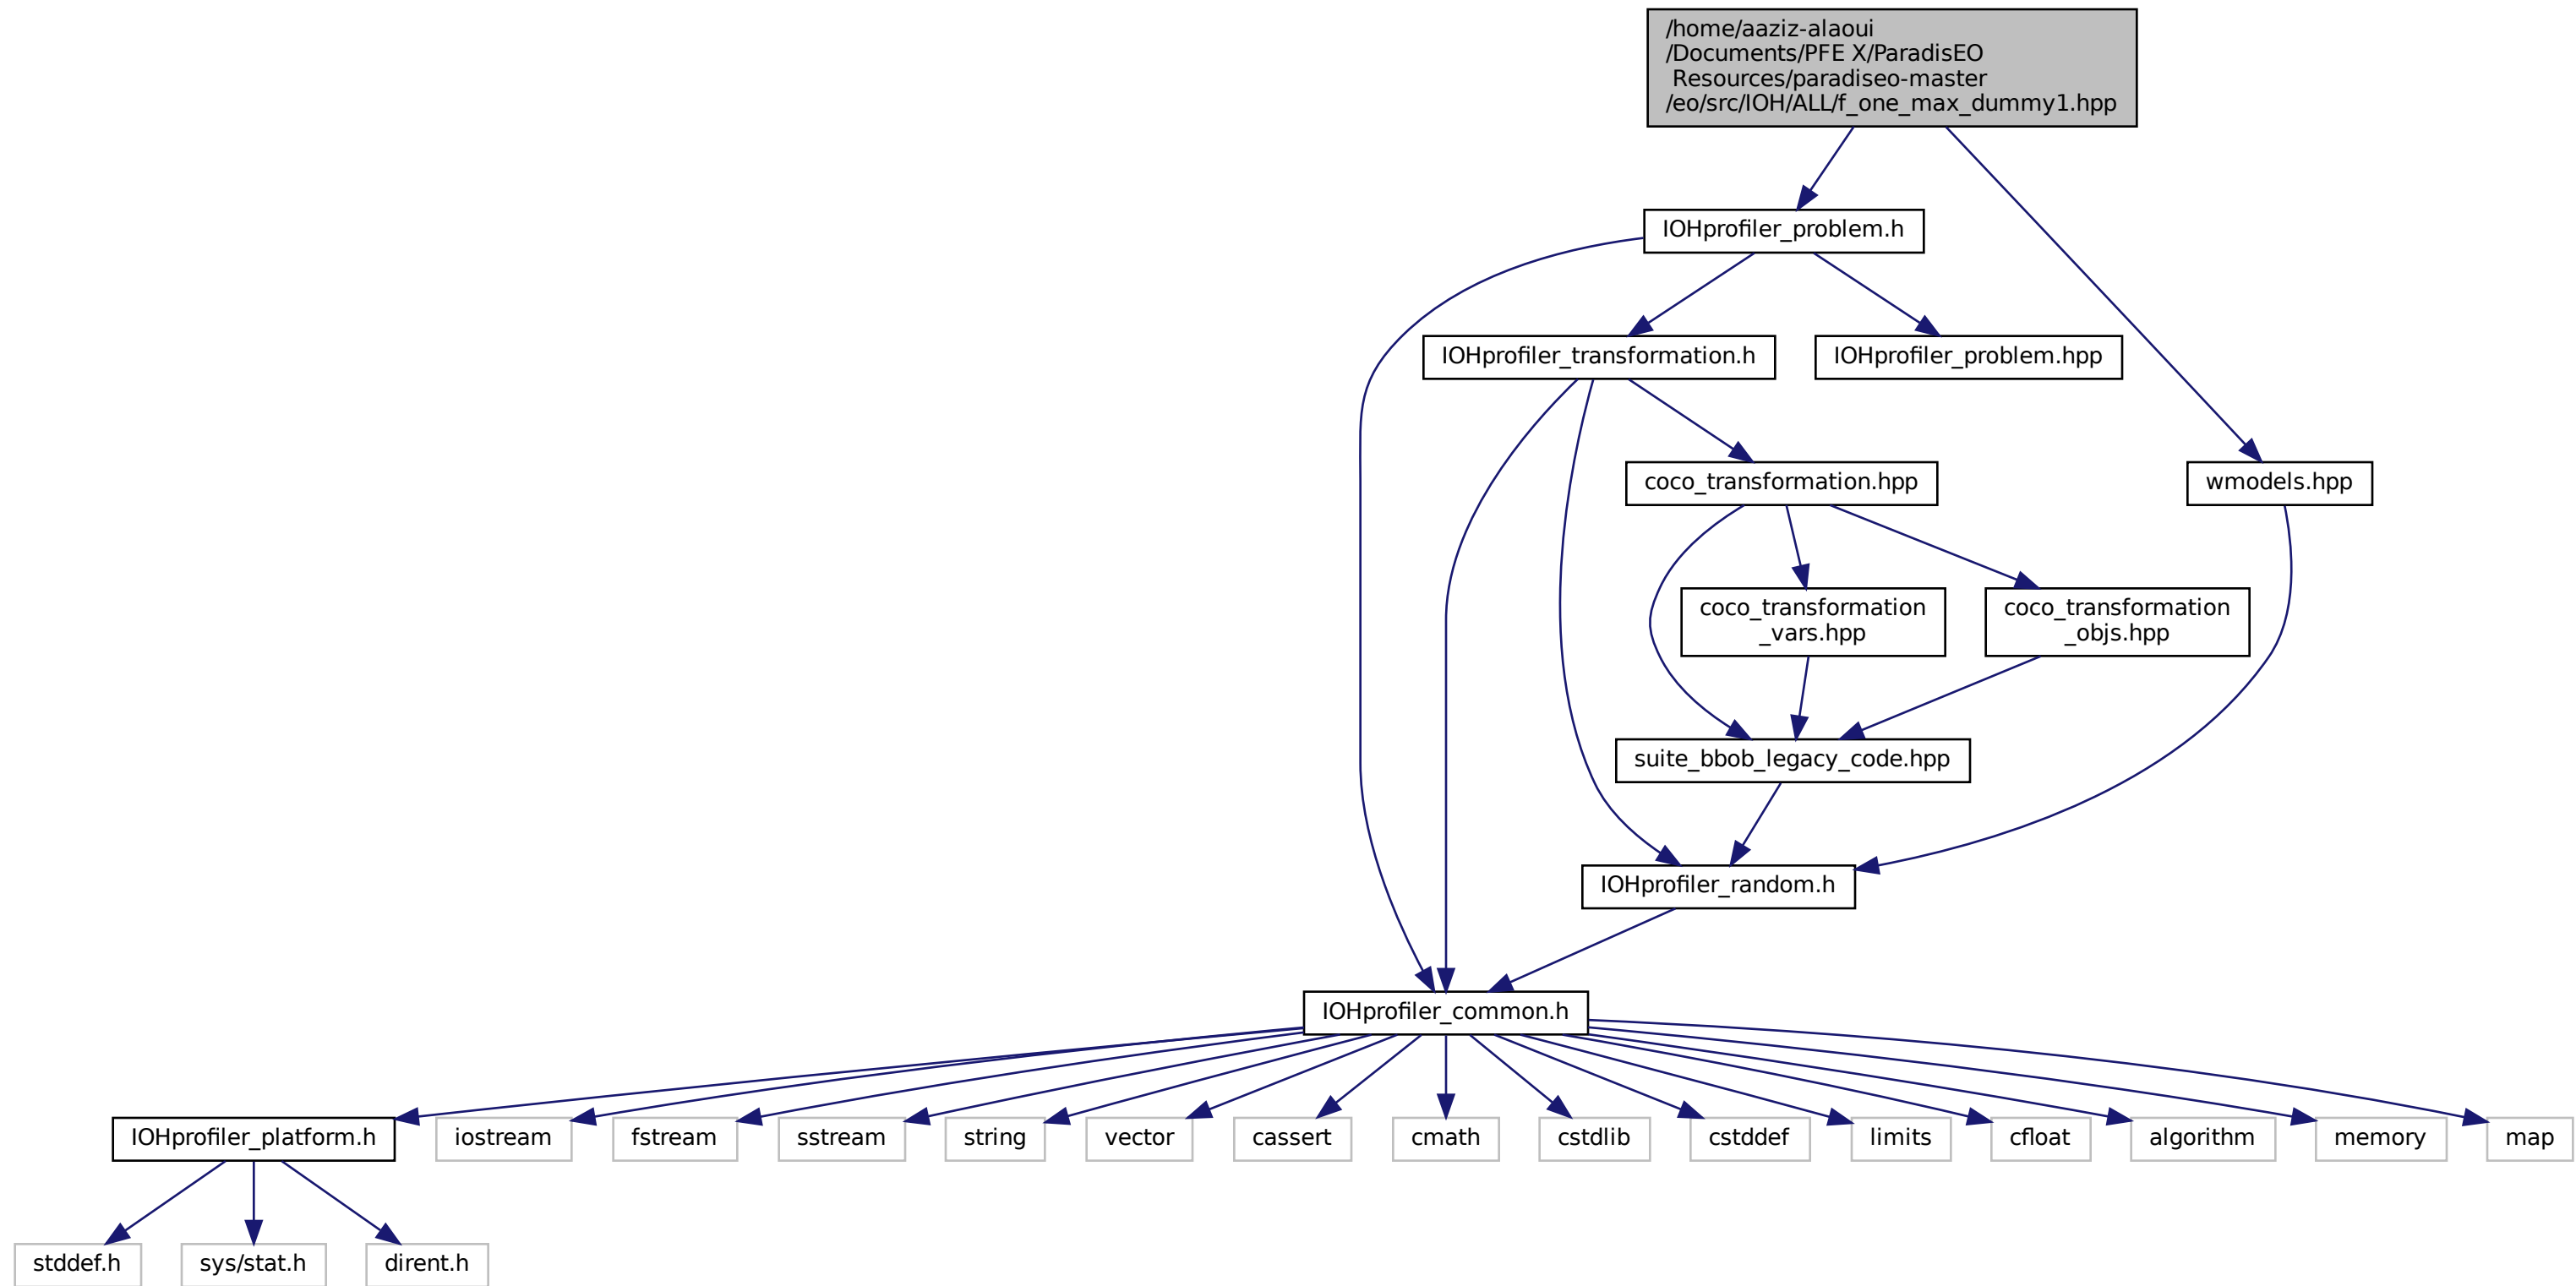 /home/aaziz-alaoui
/Documents/PFE X/ParadisEO
Resources/paradiseo-master
/eo/src/IOH/ALL/f_one_max_dummy1.hpp
IOHprofiler_problem.h
IOHprofiler_transformation.h
IOHprofiler_problem.hpp
coco_transformation.hpp
wmodels.hpp
coco_transformation
_vars.hpp
coco_transformation
_objs.hpp
suite_bbob_legacy_code.hpp
IOHprofiler_random.h
IOHprofiler_common.h
IOHprofiler_platform.h
iostream
fstream
sstream
string
vector
cassert
cmath
cstdlib
cstddef
limits
cfloat
algorithm
memory
map
stddef.h
sys/stat.h
dirent.h